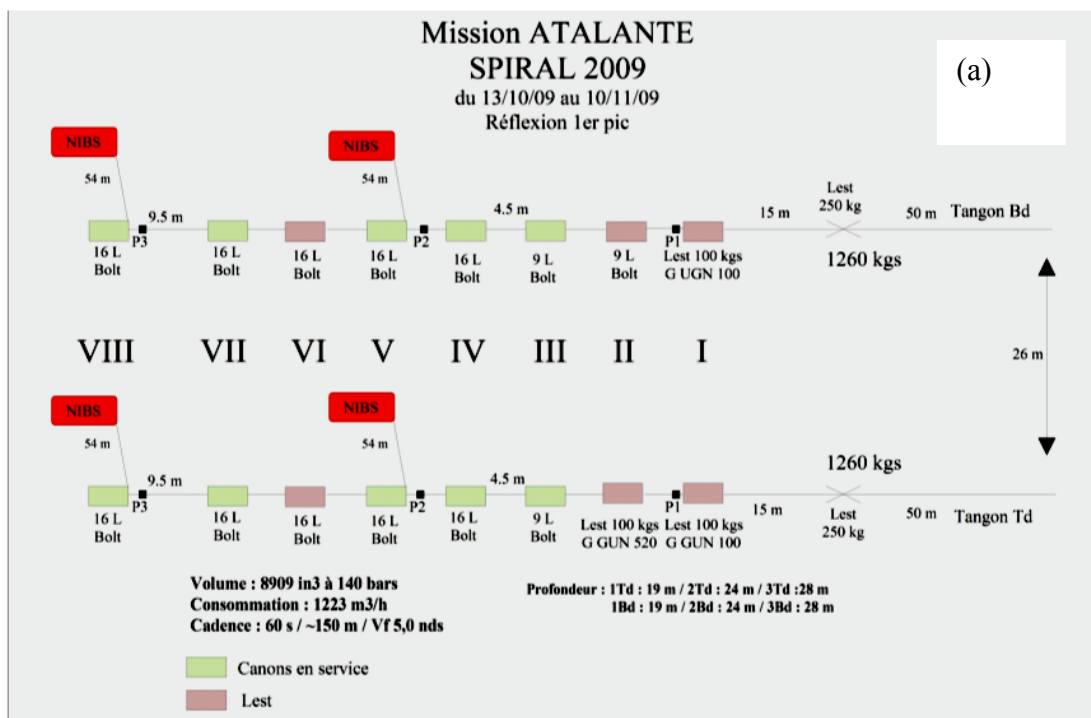 Mission ATALANTE
SPIRAL 2009
du 13/10/09 au 10/11/09
Réflexion 1er pic
(a)
NIBS
NIBS
54 m
54 m
9.5 m
4.5 m
15 m
Lest
250 kg
50 m
Tangon Bd
P3
P2
P1
16 L
Bolt
16 L
Bolt
16 L
Bolt
16 L
Bolt
16 L
Bolt
9 L
Bolt
9 L
Bolt
Lest 100 kgs
G UGN 100
1260 kgs
VIII VII VI V IV III II I
26 m
NIBS
NIBS
54 m
54 m
9.5 m
4.5 m
1260 kgs
P3
P2
P1
15 m
Lest
250 kg
50 m
Tangon Td
16 L
Bolt
16 L
Bolt
16 L
Bolt
16 L
Bolt
16 L
Bolt
9 L
Bolt
Lest 100 kgs
G GUN 520
Lest 100 kgs
G GUN 100
Volume : 8909 in3 à 140 bars
Consommation : 1223 m3/h
Cadence : 60 s / ~150 m / Vf 5,0 nds
Profondeur : 1Td : 19 m / 2Td : 24 m / 3Td :28 m
1Bd : 19 m / 2Bd : 24 m / 3Bd : 28 m
Canons en service
Lest